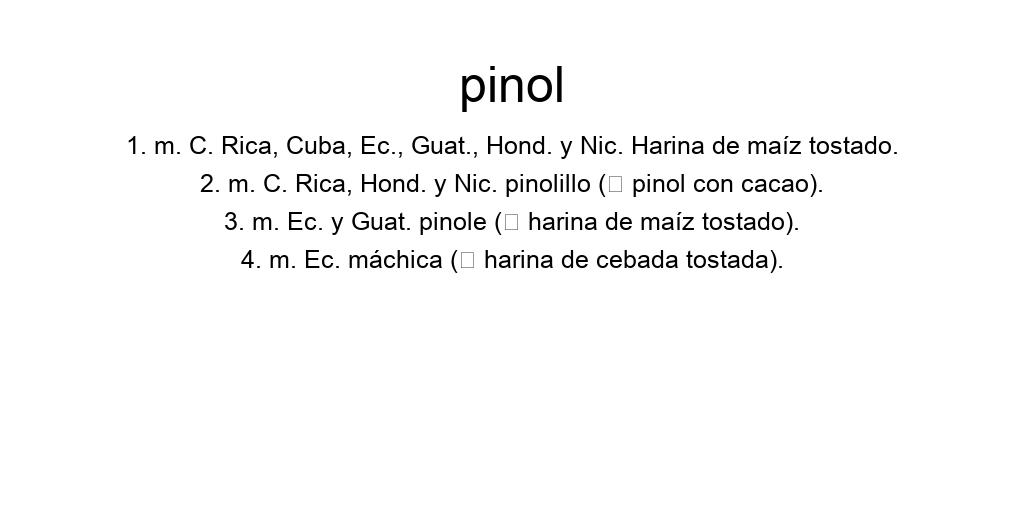 pinol
1. m. C. Rica, Cuba, Ec., Guat., Hond. y Nic. Harina de maíz tostado.
2. m. C. Rica, Hond. y Nic. pinolillo (□ pinol con cacao).
3. m. Ec. y Guat. pinole (□ harina de maíz tostado).
4. m. Ec. máchica (□ harina de cebada tostada).